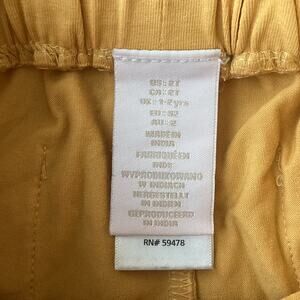 US: 2T
CA: 2T
UK: 1-2 yrs
EU: 92
AU: 2
MADE IN
INDIA
FABRIQUÉ EN
INDE
WYPRODUKOWANO
W INDIACH
HERGESTELLT
IN INDIEN
GEPRODUCEERD
IN INDIA
RN# 59478